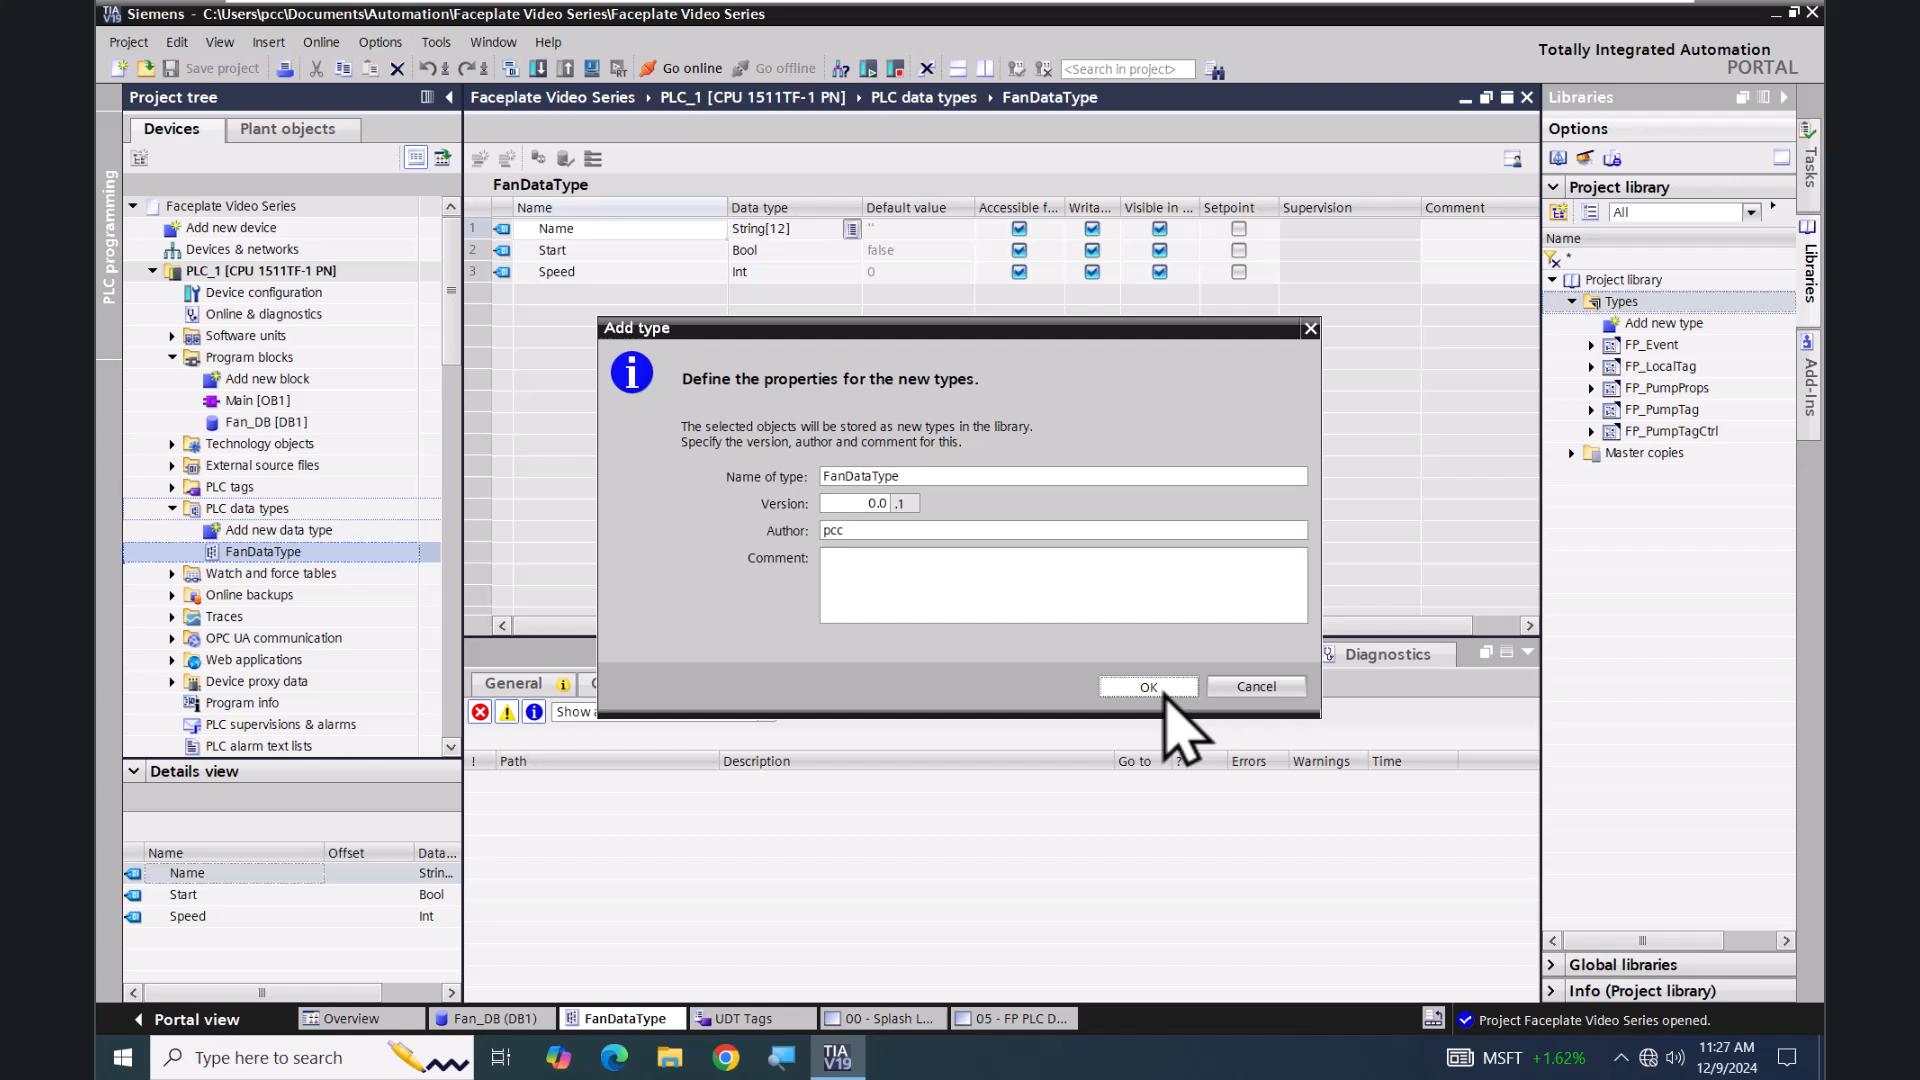 TIA V19 Siemens - C:\Users\pcc\Documents\Automation\Faceplate Video Series\Faceplate Video Series
Project Edit View Insert Online Options Tools Window Help
Totally Integrated Automation
PORTAL
Save project Go online Go offline <Search in project>
Project tree
Faceplate Video Series PLC_1 [CPU 1511TF-1 PN] PLC data types FanDataType
Libraries
Devices Plant objects
Options
PLC programming
Tasks
Libraries
Add-Ins
Faceplate Video Series
Add new device
Devices & networks
PLC_1 [CPU 1511TF-1 PN]
Device configuration
Online & diagnostics
Software units
Program blocks
Add new block
Main [OB1]
Fan_DB [DB1]
Technology objects
External source files
PLC tags
PLC data types
Add new data type
FanDataType
Watch and force tables
Online backups
Traces
OPC UA communication
Web applications
Device proxy data
Program info
PLC supervisions & alarms
PLC alarm text lists
FanDataType
Name Data type Default value Accessible f... Writa... Visible in ... Setpoint Supervision Comment
1 Name String[12] ''
2 Start Bool false
3 Speed Int 0
Add type
Define the properties for the new types.
The selected objects will be stored as new types in the library.
Specify the version, author and comment for this.
Name of type: FanDataType
Version: 0.0 .1
Author: pcc
Comment:
OK Cancel
Diagnostics
General
Show a
! Path Description Go to ? Errors Warnings Time
Project library
All
Name
*
Project library
Types
Add new type
FP_Event
FP_LocalTag
FP_PumpProps
FP_PumpTag
FP_PumpTagCtrl
Master copies
Global libraries
Info (Project library)
Details view
Name Offset Data...
Name Strin...
Start Bool
Speed Int
Portal view Overview Fan_DB (DB1) FanDataType UDT Tags 00 - Splash L... 05 - FP PLC D... Project Faceplate Video Series opened.
Type here to search TIA V19 MSFT +1.62% 11:27 AM
12/9/2024